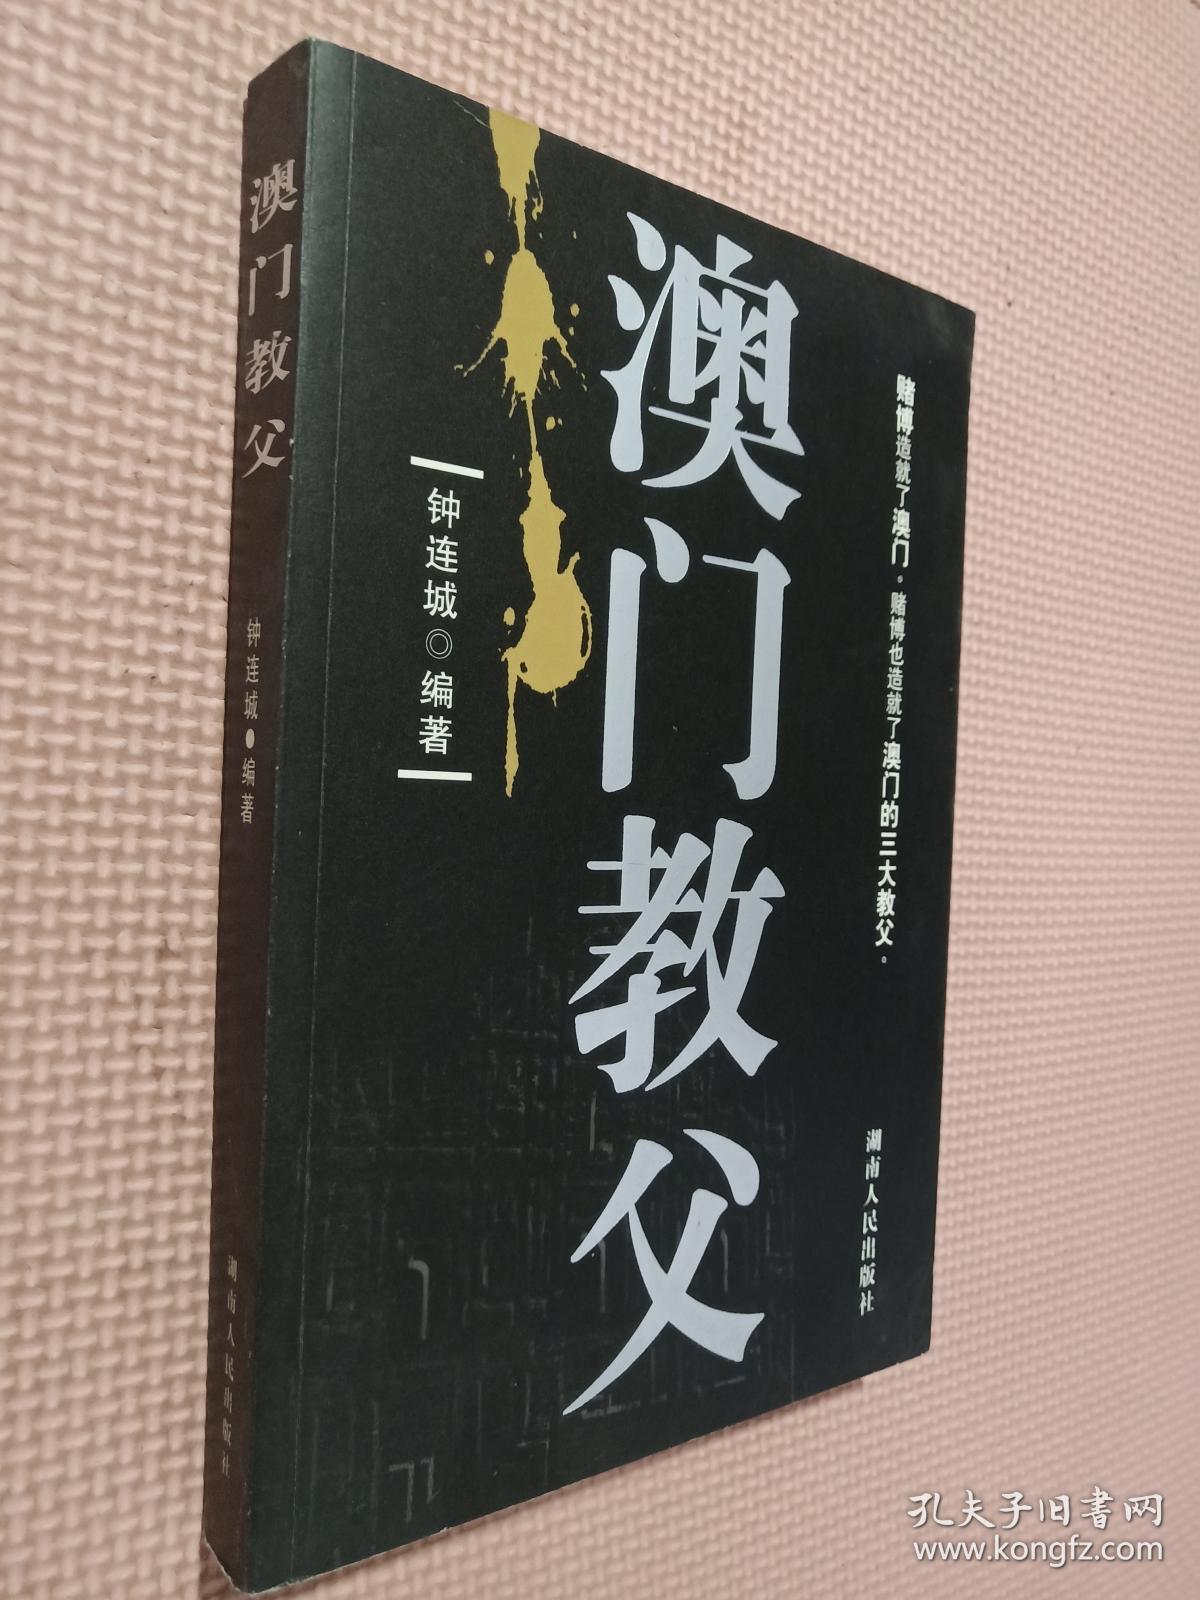 澳门教父
钟连城●编著
湖南人民出版社
赌博造就了澳门。赌博也造就了澳门的三大教父。
澳门教父
钟连城◎编著
湖南人民出版社
孔夫子旧书网
www.kongfz.com